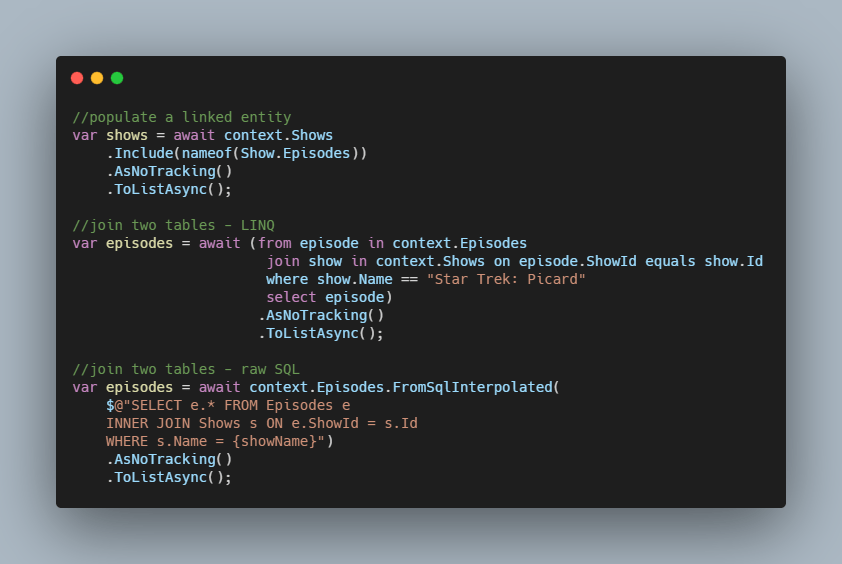 //populate a linked entity
var shows = await context.Shows
    .Include(nameof(Show.Episodes))
    .AsNoTracking()
    .ToListAsync();

//join two tables - LINQ
var episodes = await (from episode in context.Episodes
                       join show in context.Shows on episode.ShowId equals show.Id
                       where show.Name == "Star Trek: Picard"
                       select episode)
                      .AsNoTracking()
                      .ToListAsync();

//join two tables - raw SQL
var episodes = await context.Episodes.FromSqlInterpolated(
    $@"SELECT e.* FROM Episodes e
    INNER JOIN Shows s ON e.ShowId = s.Id
    WHERE s.Name = {showName}")
    .AsNoTracking()
    .ToListAsync();